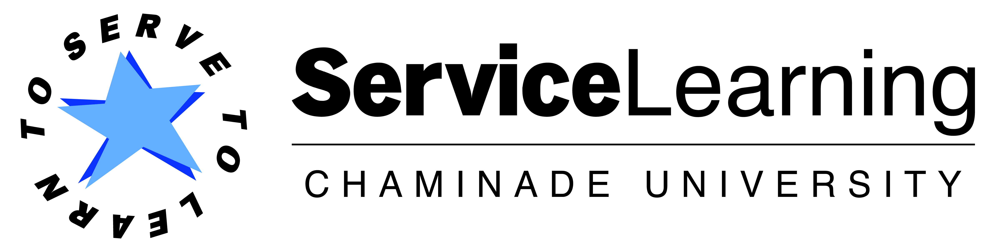 TO SERVE TO LEARN
ServiceLearning
CHAMINADE UNIVERSITY